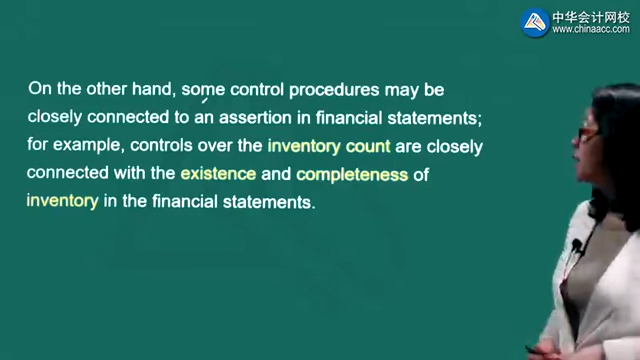 中华会计网校
www.chinaacc.com
On the other hand, some control procedures may be
closely connected to an assertion in financial statements;
for example, controls over the inventory count are closely
connected with the existence and completeness of
inventory in the financial statements.